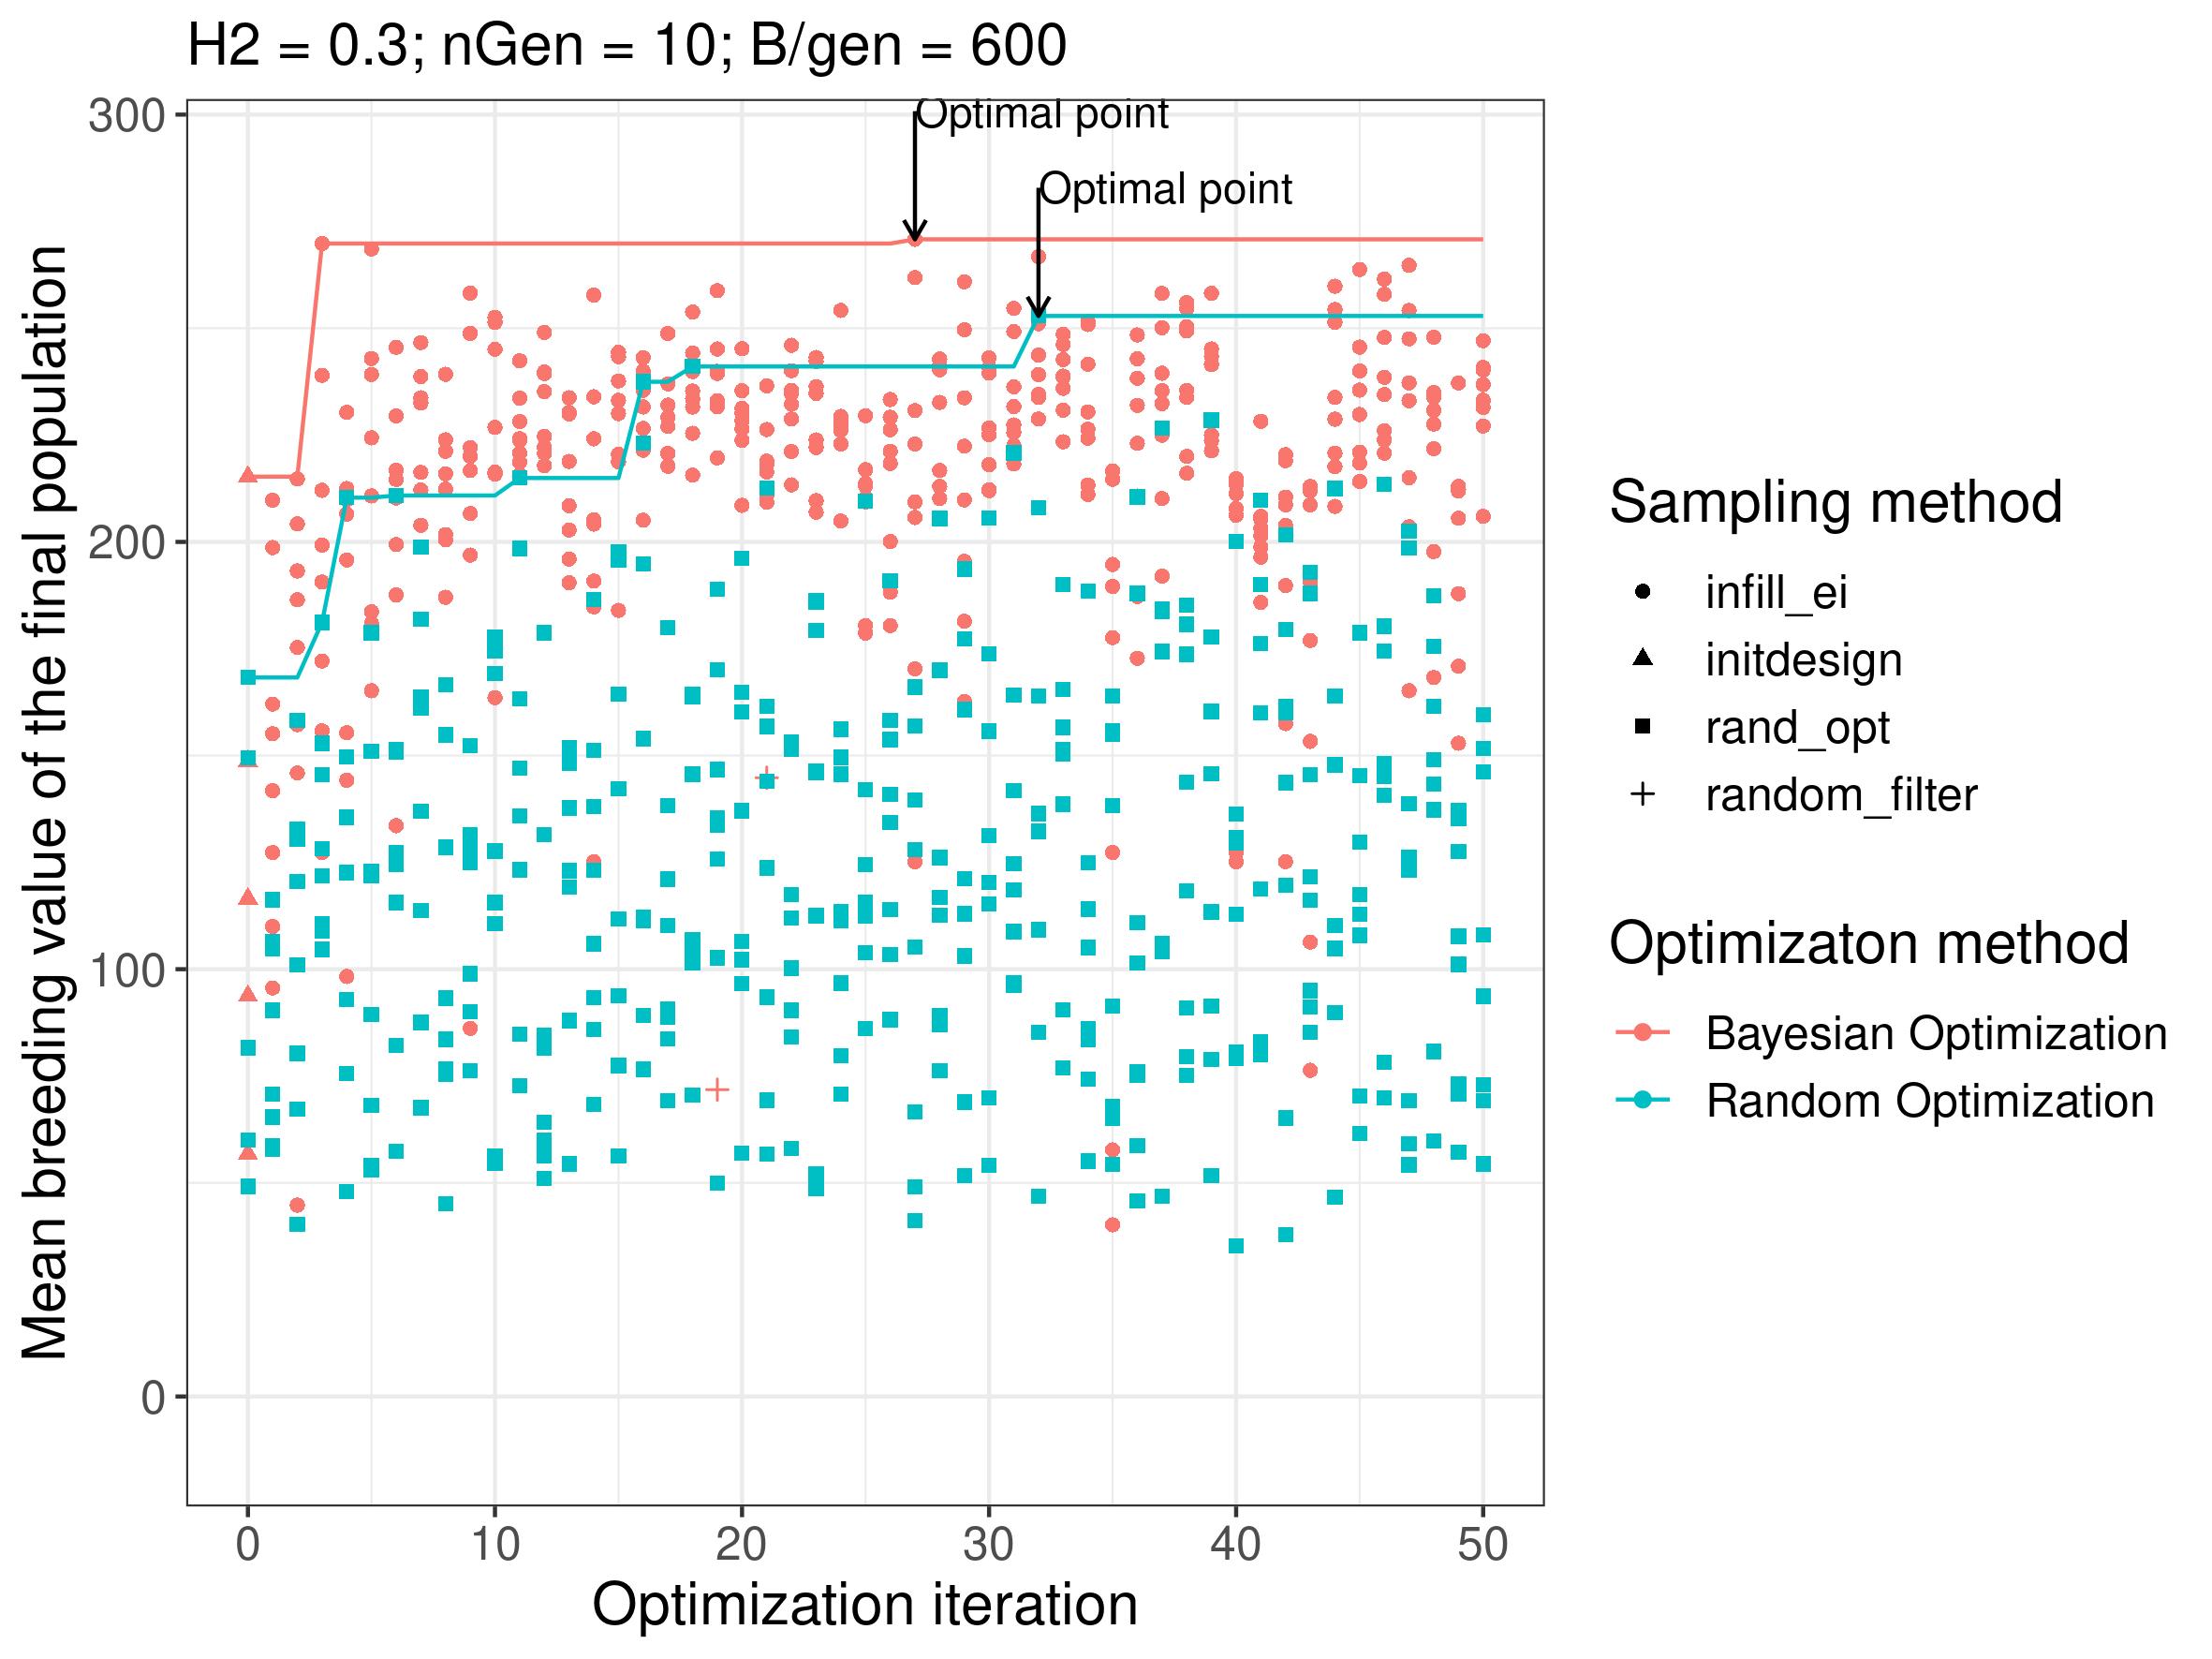 H2 = 0.3; nGen = 10; B/gen = 600
Mean breeding value of the final population
300
200
100
0
Optimal point
Optimal point
0 10 20 30 40 50
Optimization iteration
Sampling method
infill_ei
initdesign
rand_opt
random_filter
Optimizaton method
Bayesian Optimization
Random Optimization